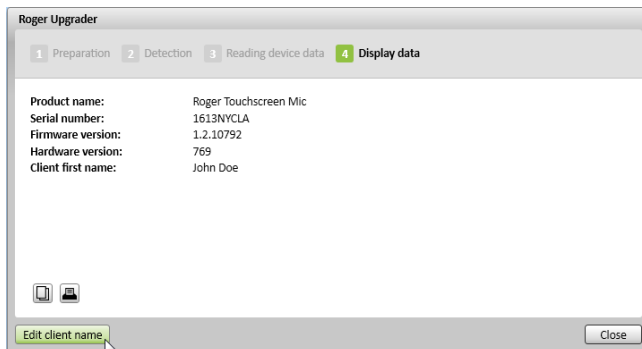 Roger Upgrader
1 Preparation 2 Detection 3 Reading device data 4 Display data
Product name: Roger Touchscreen Mic
Serial number: 1613NYCLA
Firmware version: 1.2.10792
Hardware version: 769
Client first name: John Doe
Edit client name Close